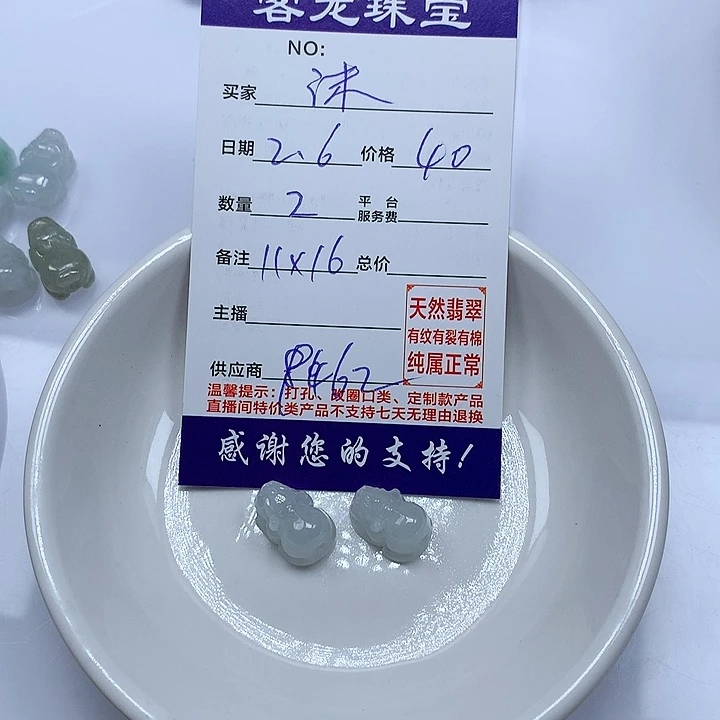 客龙珠宝
NO:
买家 沫
日期 2.6 价格 40
数量 2 平台服务费
备注 11x16 总价
主播
天然翡翠
有纹有裂有棉
纯属正常
供应商
温馨提示：打孔、改圈口类、定制款产品
直播间特价类产品不支持七天无理由退换
感谢您的支持！